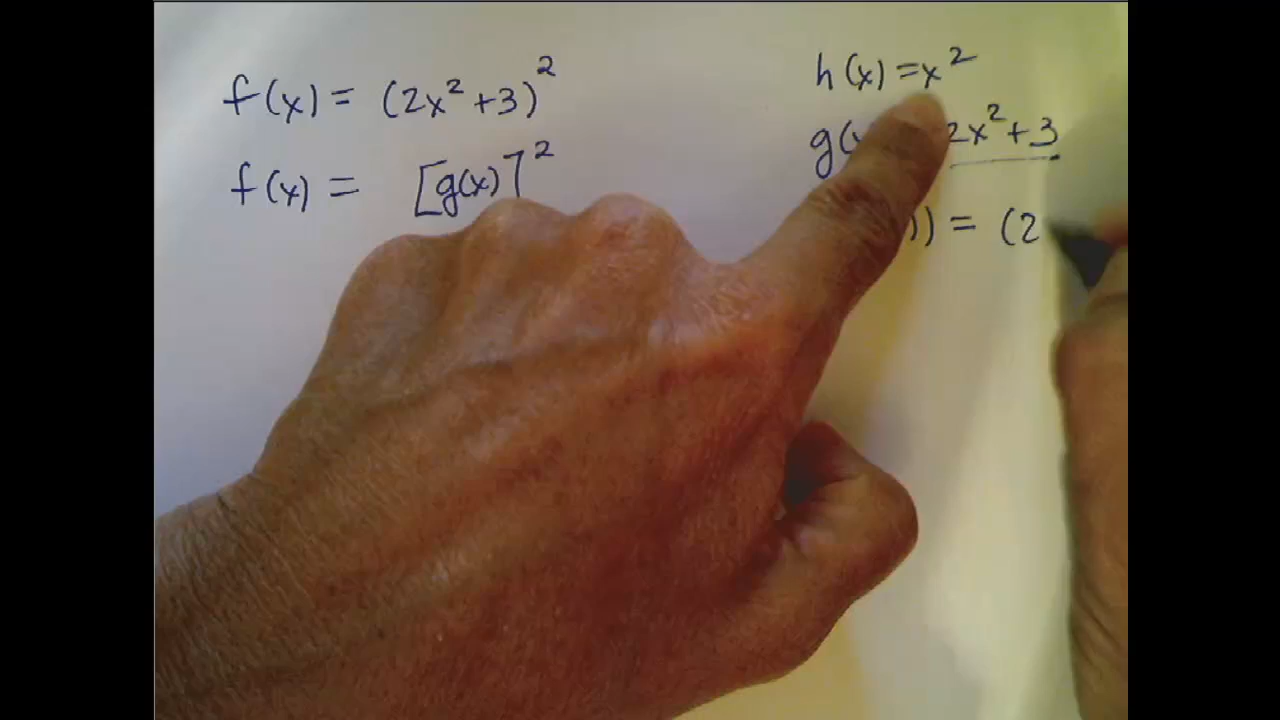 f(x) = (2x² + 3)²
f(x) = [g(x)]²
h(x) = x²
g(x 2x² + 3
)) = (2